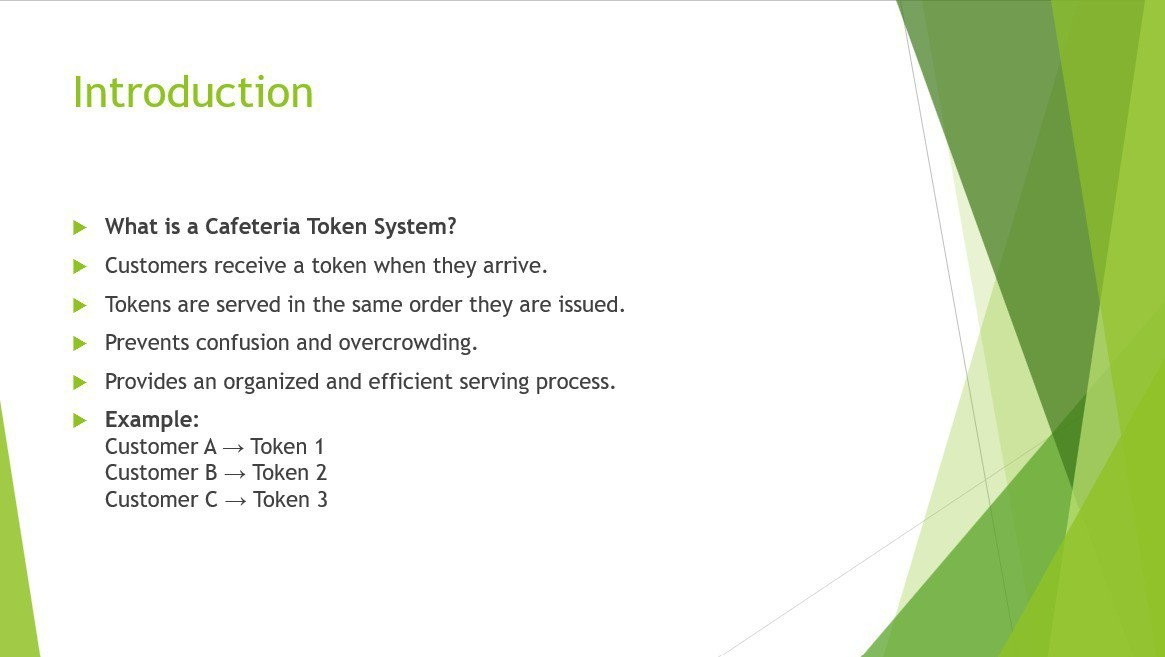 Introduction
What is a Cafeteria Token System?
Customers receive a token when they arrive.
Tokens are served in the same order they are issued.
Prevents confusion and overcrowding.
Provides an organized and efficient serving process.
Example:
Customer A → Token 1
Customer B → Token 2
Customer C → Token 3